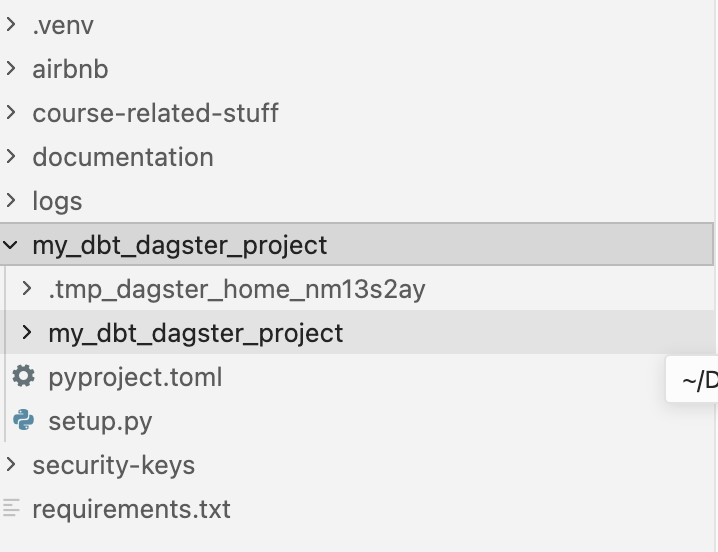 .venv
airbnb
course-related-stuff
documentation
logs
my_dbt_dagster_project
.tmp_dagster_home_nm13s2ay
my_dbt_dagster_project
pyproject.toml
~/D
setup.py
security-keys
requirements.txt